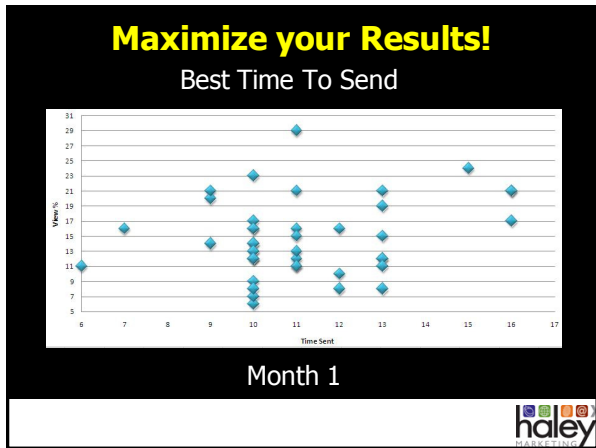 Maximize your Results!
Best Time To Send
31
29
27
25
23
21
19
17
15
13
11
9
7
5
View %
6 7 8 9 10 11 12 13 14 15 16 17
Time Sent
Month 1
haley
MARKETING